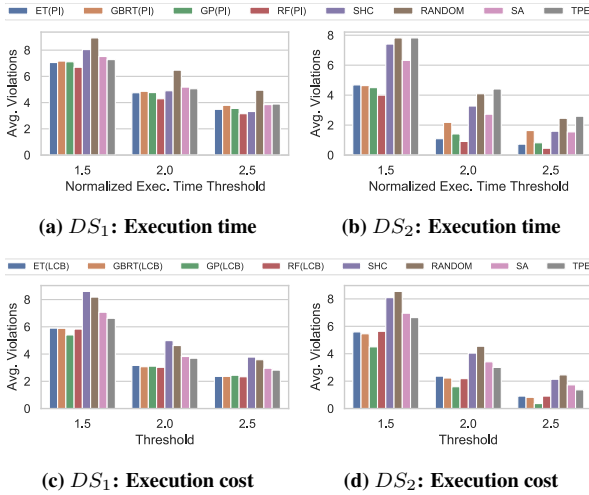 ET(PI) GBRT(PI) GP(PI) RF(PI) SHC RANDOM SA TPE
Avg. Violations
8
6
4
2
0
1.5 2.0 2.5
Normalized Exec. Time Threshold
(a) DS1: Execution time
Avg. Violations
8
6
4
2
0
1.5 2.0 2.5
Normalized Exec. Time Threshold
(b) DS2: Execution time
ET(LCB) GBRT(LCB) GP(LCB) RF(LCB) SHC RANDOM SA TPE
Avg. Violations
8
6
4
2
0
1.5 2.0 2.5
Threshold
(c) DS1: Execution cost
Avg. Violations
8
6
4
2
0
1.5 2.0 2.5
Threshold
(d) DS2: Execution cost